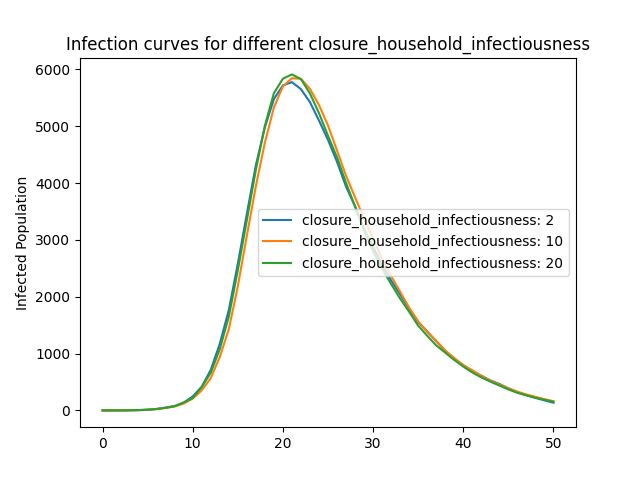 Infection curves for different closure_household_infectiousness
6000
5000
4000
3000
2000
1000
0
Infected Population
closure_household_infectiousness: 2
closure_household_infectiousness: 10
closure_household_infectiousness: 20
0 10 20 30 40 50